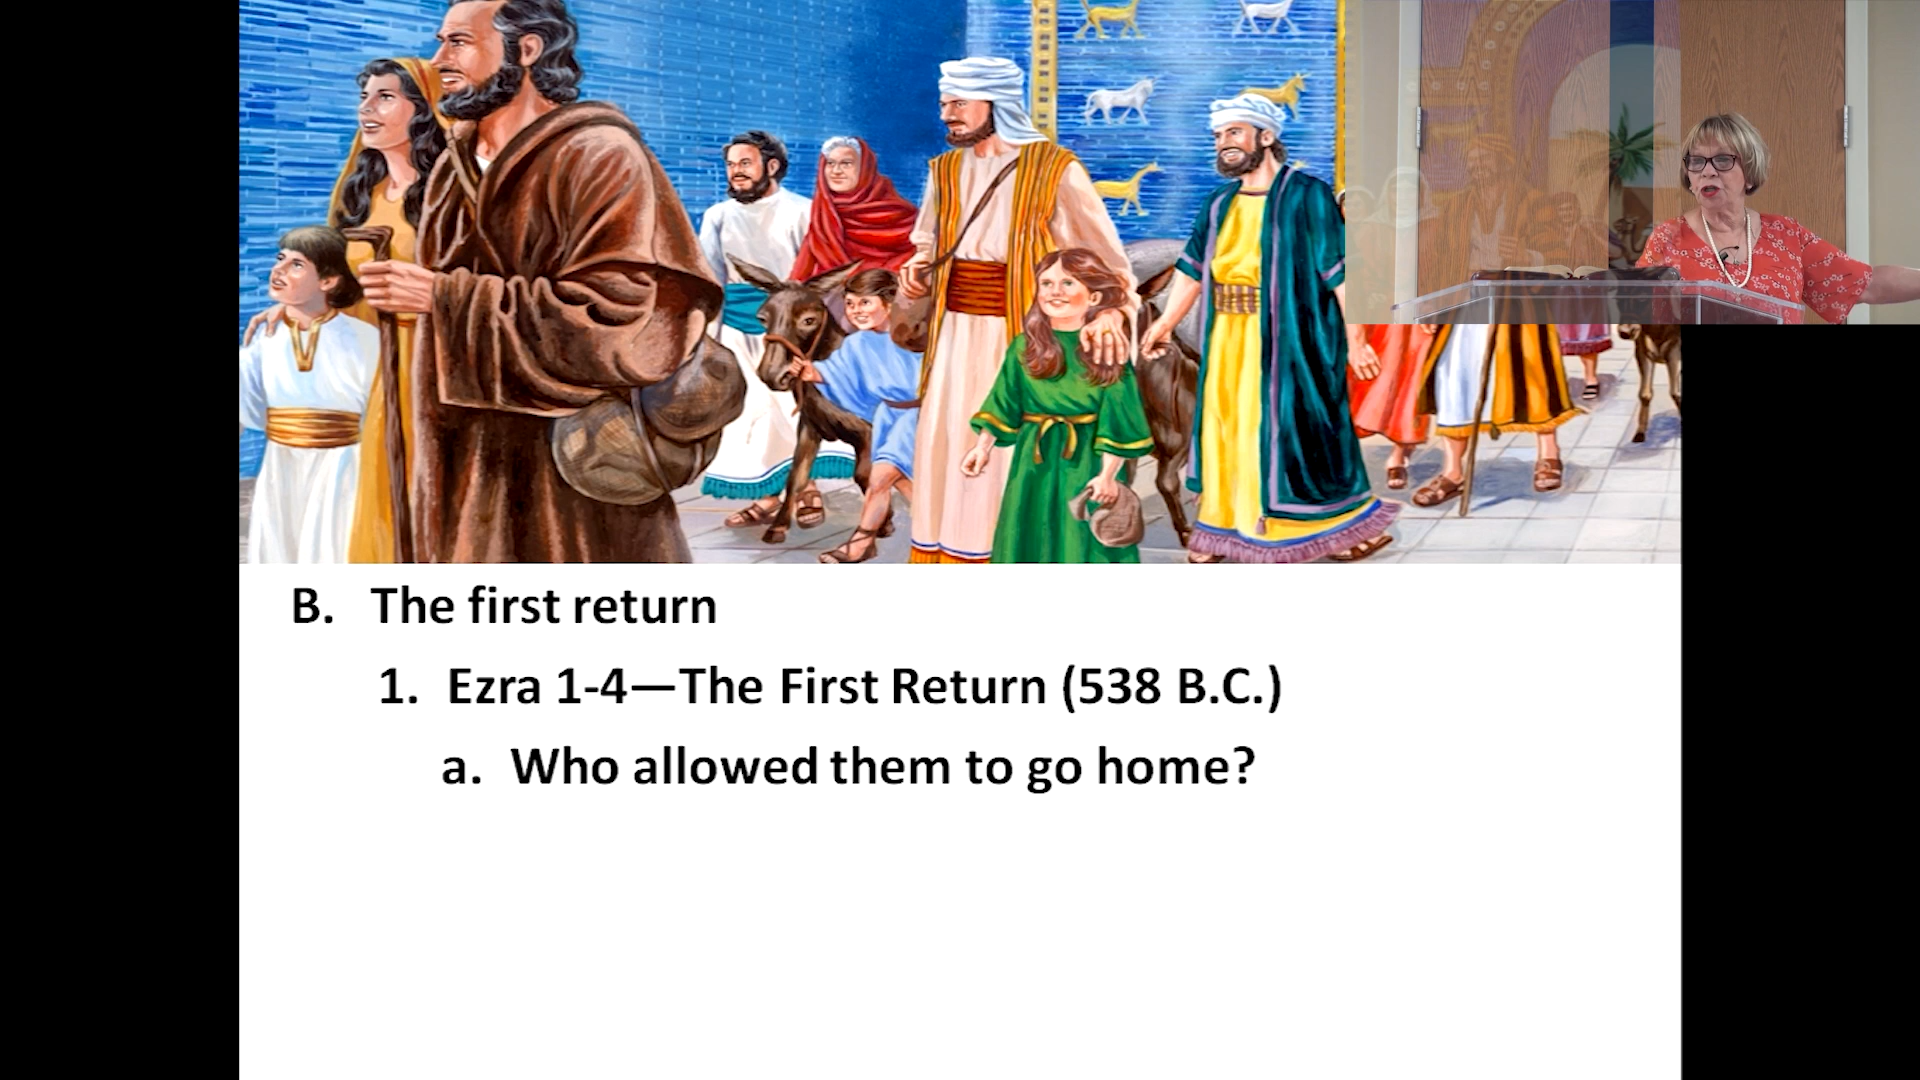 B. The first return
1. Ezra 1-4—The First Return (538 B.C.)
a. Who allowed them to go home?